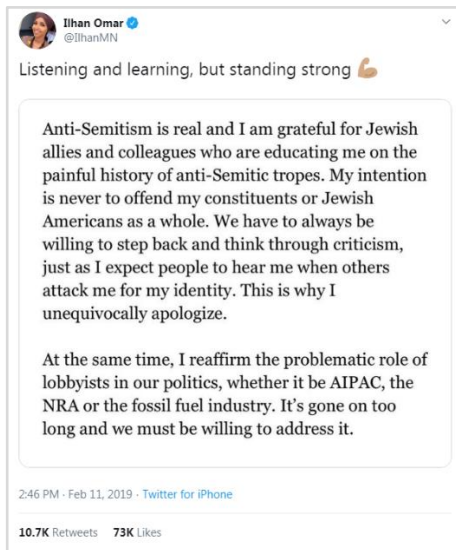 Ilhan Omar
@IlhanMN
Listening and learning, but standing strong 💪🏽
Anti-Semitism is real and I am grateful for Jewish
allies and colleagues who are educating me on the
painful history of anti-Semitic tropes. My intention
is never to offend my constituents or Jewish
Americans as a whole. We have to always be
willing to step back and think through criticism,
just as I expect people to hear me when others
attack me for my identity. This is why I
unequivocally apologize.
At the same time, I reaffirm the problematic role of
lobbyists in our politics, whether it be AIPAC, the
NRA or the fossil fuel industry. It’s gone on too
long and we must be willing to address it.
2:46 PM · Feb 11, 2019 · Twitter for iPhone
10.7K Retweets 73K Likes